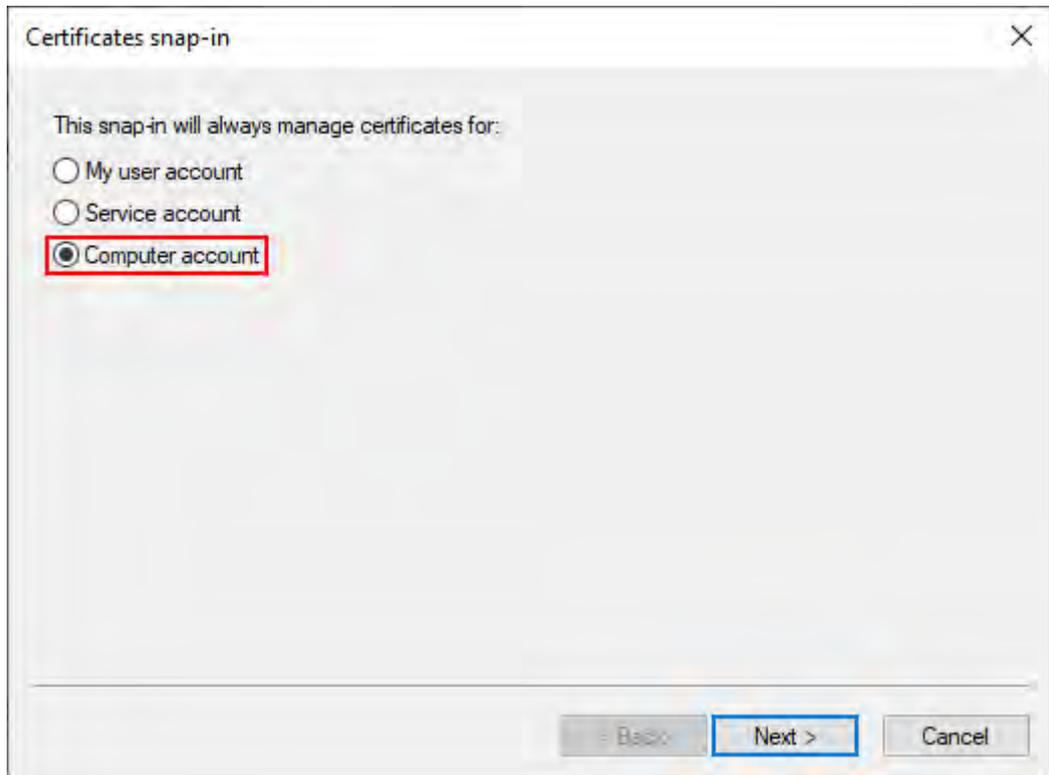 Certificates snap-in
This snap-in will always manage certificates for:
My user account
Service account
Computer account
< Back
Next >
Cancel